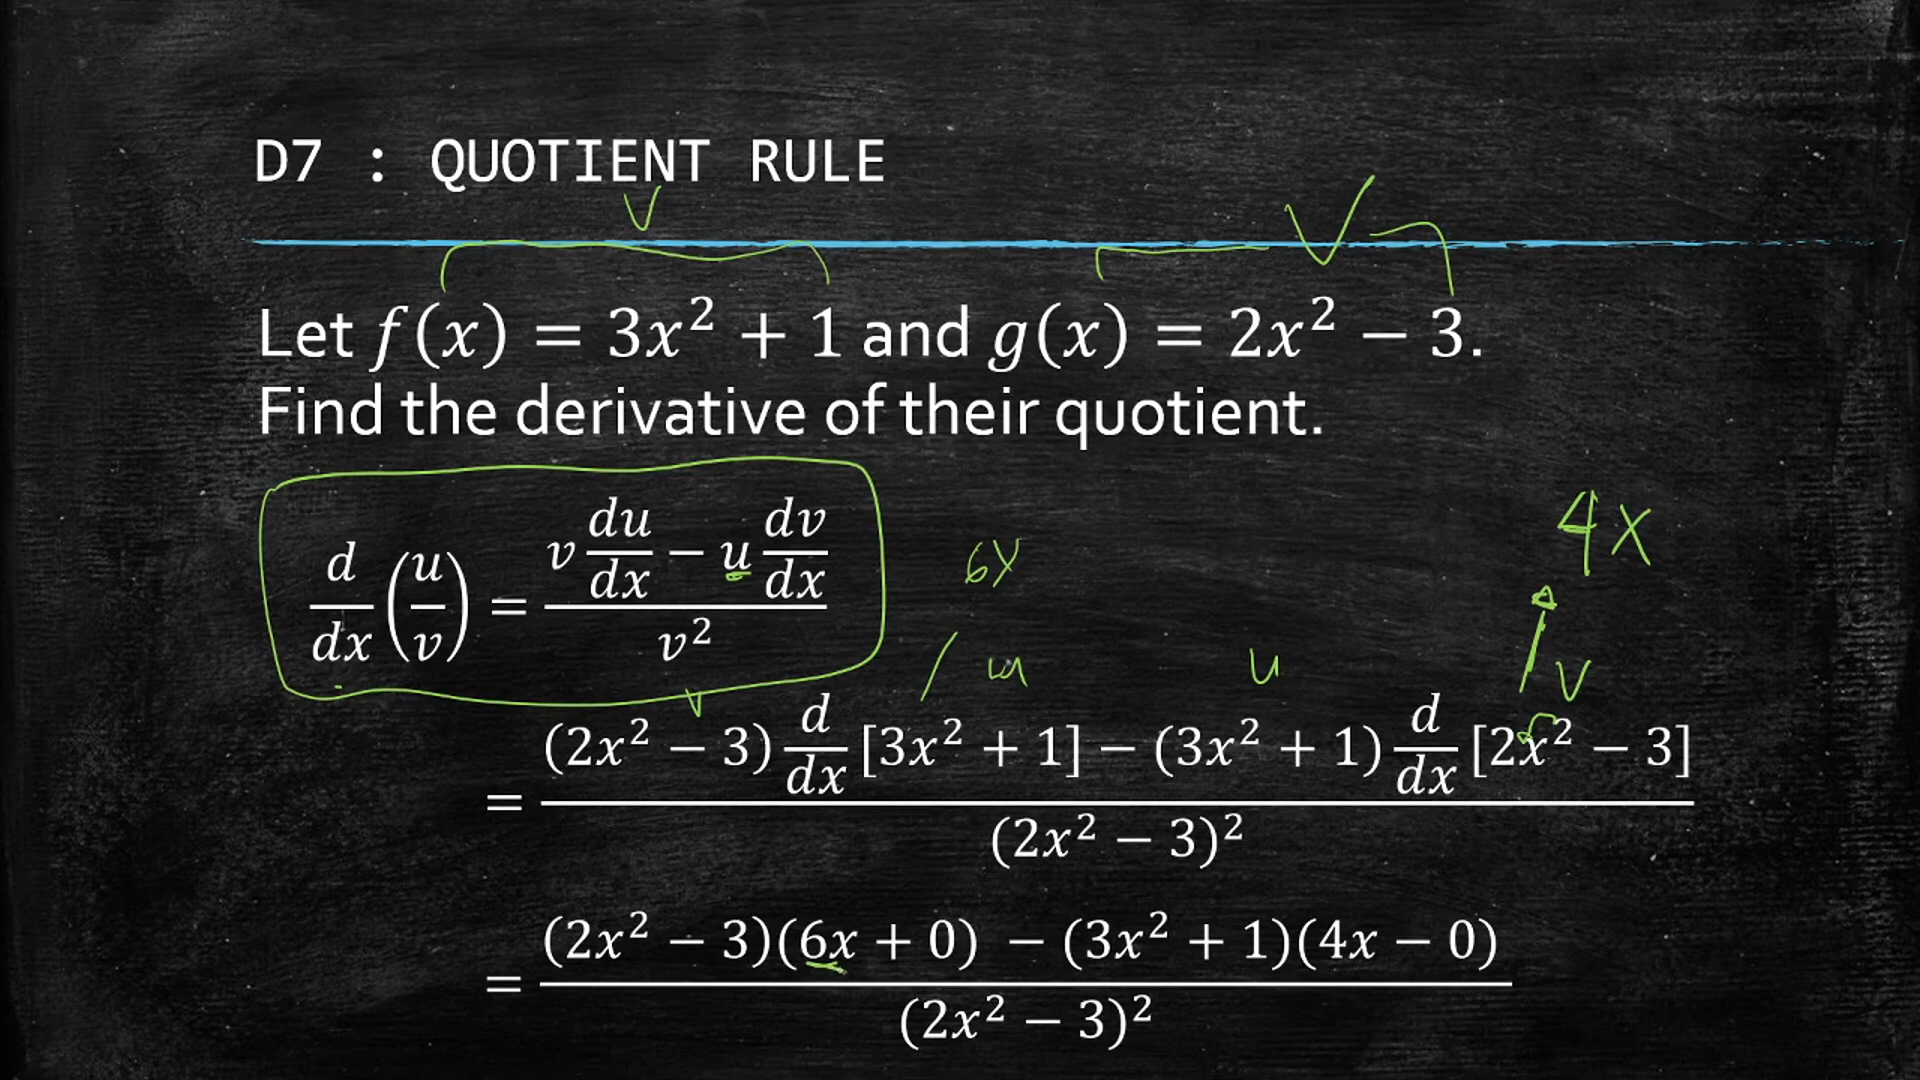 D7 : QUOTIENT RULE
V V
Let f(x) = 3x² + 1 and g(x) = 2x² − 3.
Find the derivative of their quotient.
d/dx (u/v) = (v du/dx − u dv/dx) / v²
6x
4x
v u u v
= ((2x² − 3) d/dx [3x² + 1] − (3x² + 1) d/dx [2x² − 3]) / (2x² − 3)²
= ((2x² − 3)(6x + 0) − (3x² + 1)(4x − 0)) / (2x² − 3)²